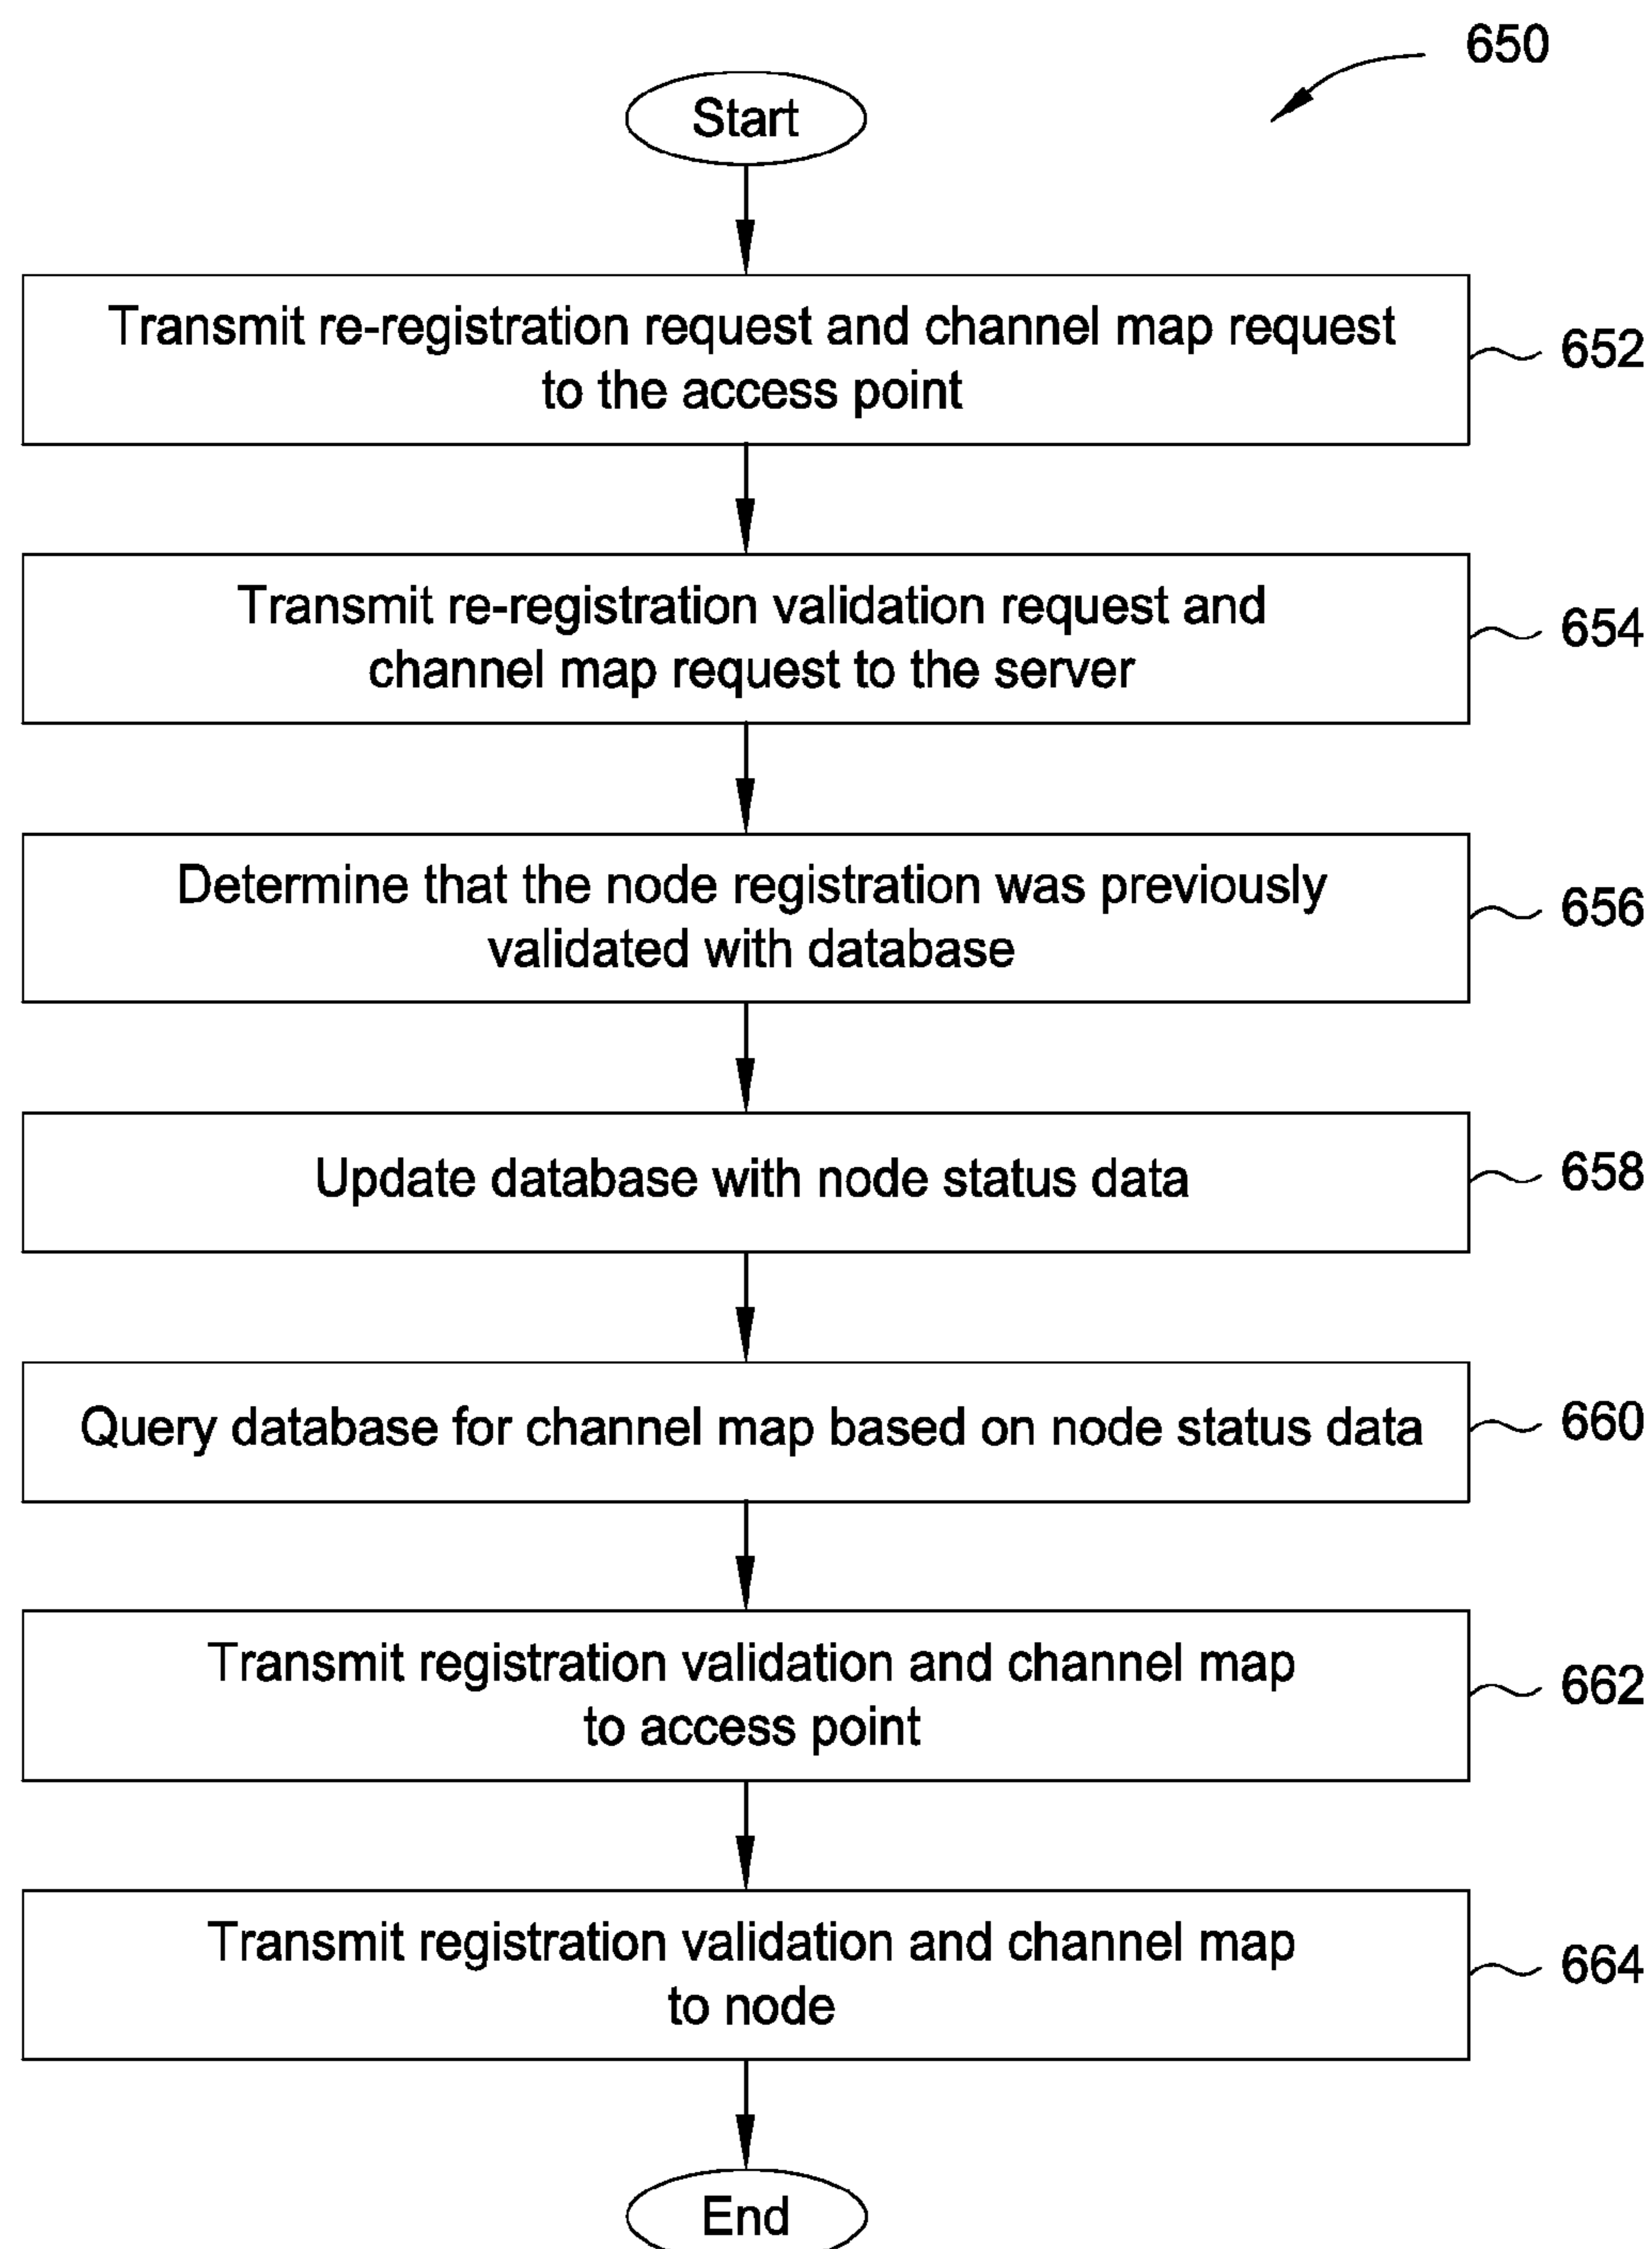 650
Start
Transmit re-registration request and channel map request
to the access point
652
Transmit re-registration validation request and
channel map request to the server
654
Determine that the node registration was previously
validated with database
656
Update database with node status data
658
Query database for channel map based on node status data
660
Transmit registration validation and channel map
to access point
662
Transmit registration validation and channel map
to node
664
End